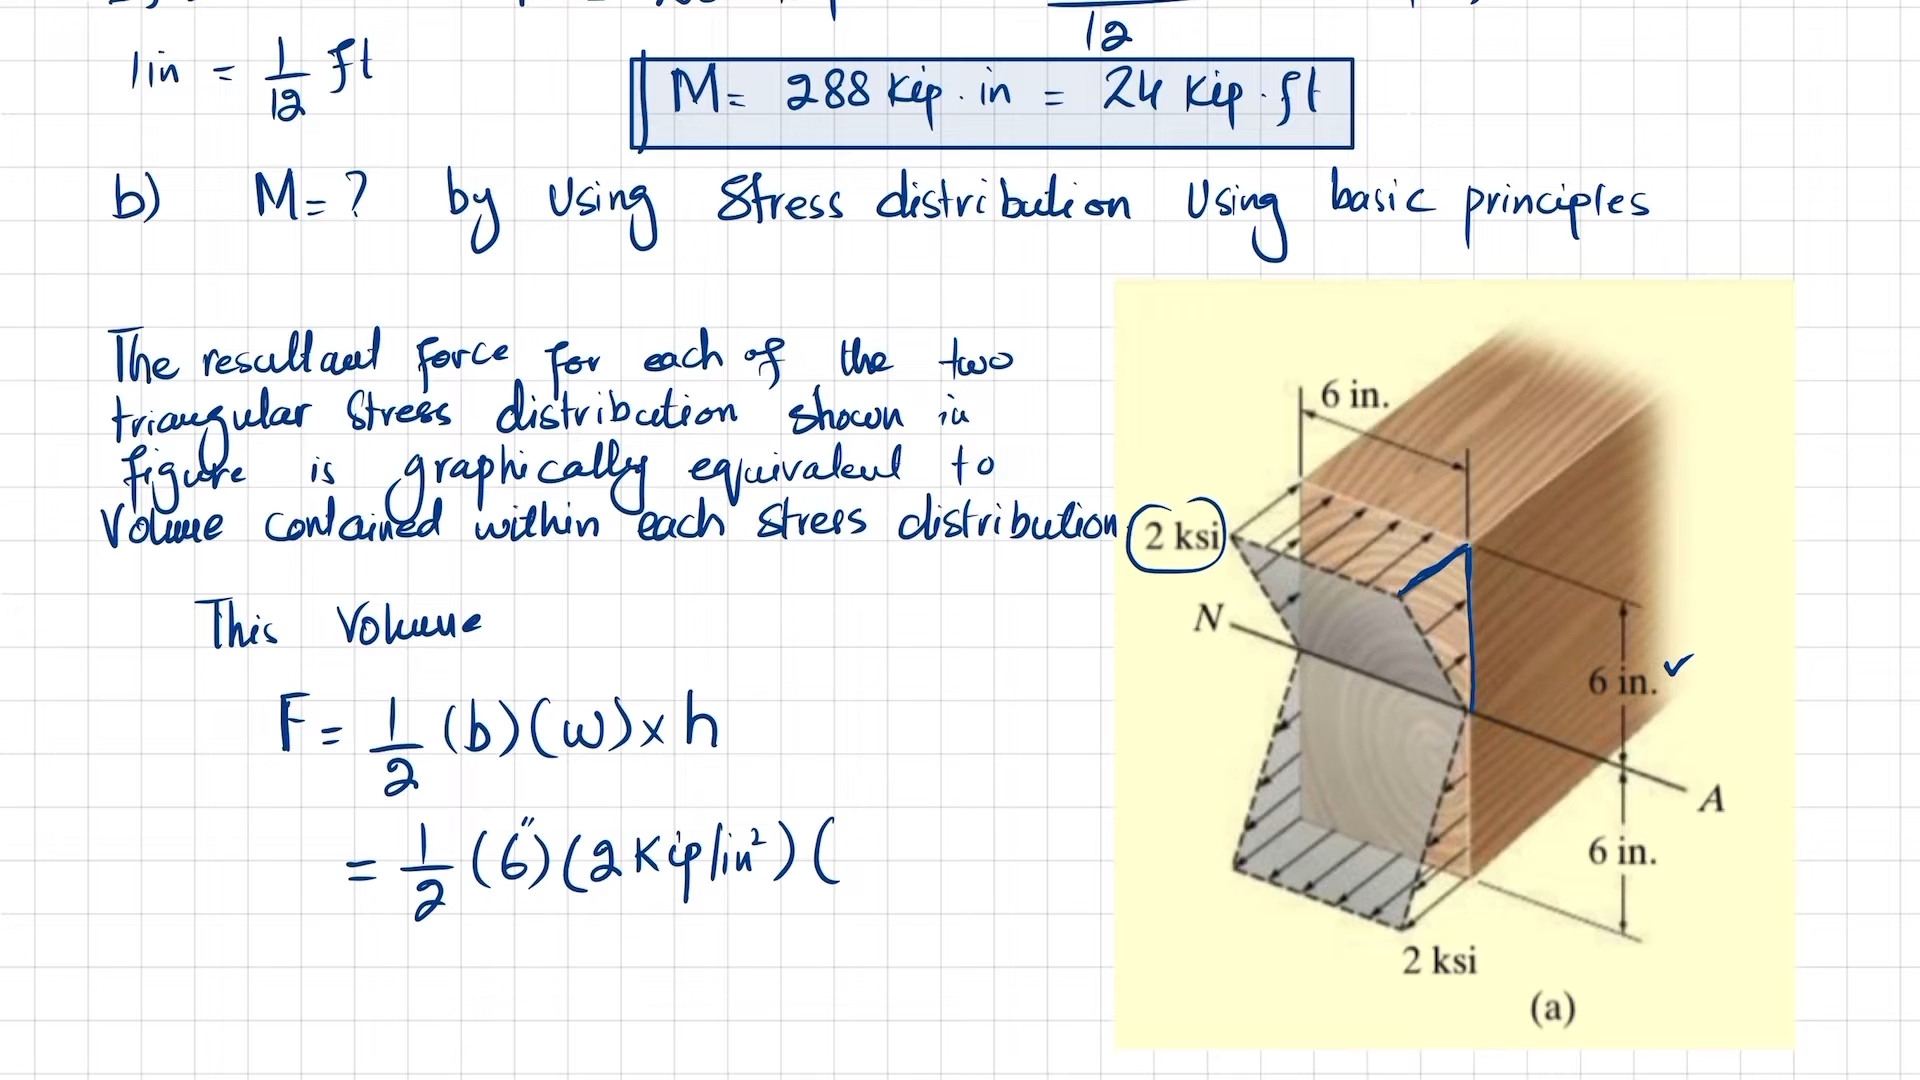 12
1in = 1/12 ft
M= 288 Kip.in = 24 Kip.ft
b) M=? by Using Stress distribution Using basic principles
The resultant force for each of the two
triangular Stress distribution shown in
figure is graphically equivalent to
Volume contained within each stress distribution
This Volume
F = 1/2 (b)(w)×h
= 1/2 (6")(2 Kip/in²)(
6 in.
2 ksi
N
6 in.
A
6 in.
2 ksi
(a)